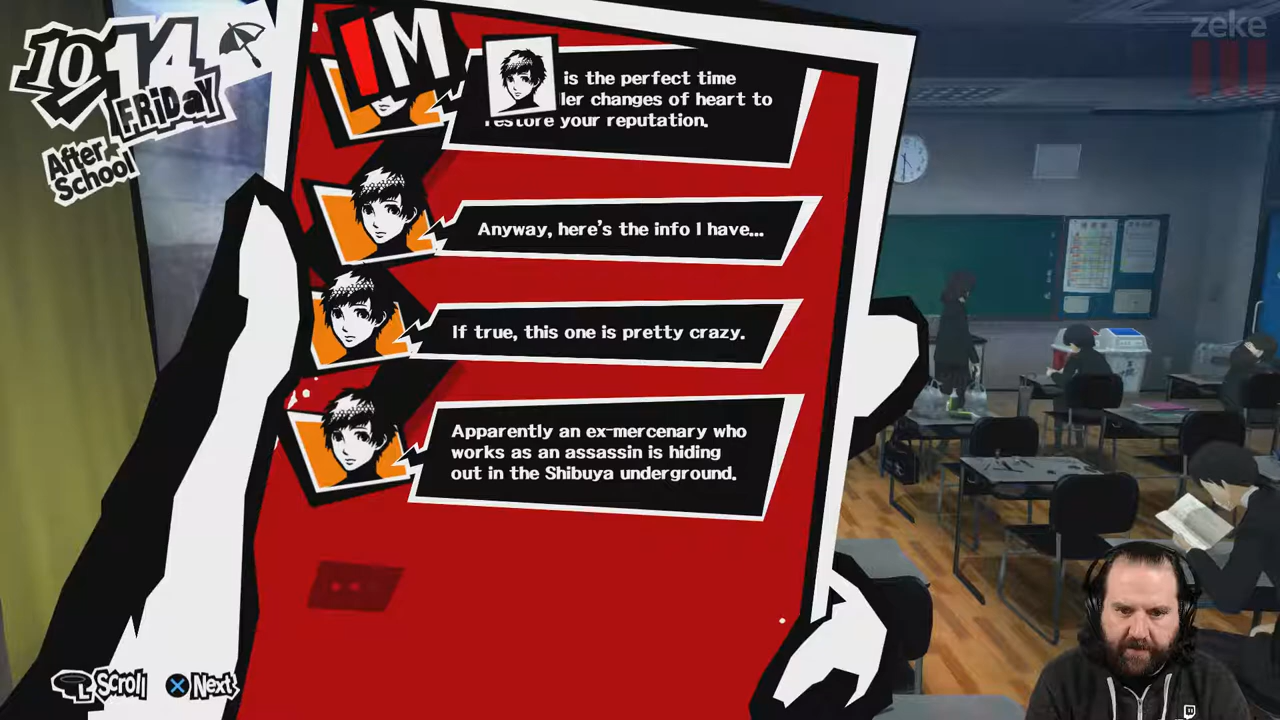 zeke
10 14
FRiDaY
After School
IM
is the perfect time
ler changes of heart to
restore your reputation.
Anyway, here's the info I have...
If true, this one is pretty crazy.
Apparently an ex-mercenary who
works as an assassin is hiding
out in the Shibuya underground.
L Scroll
Next